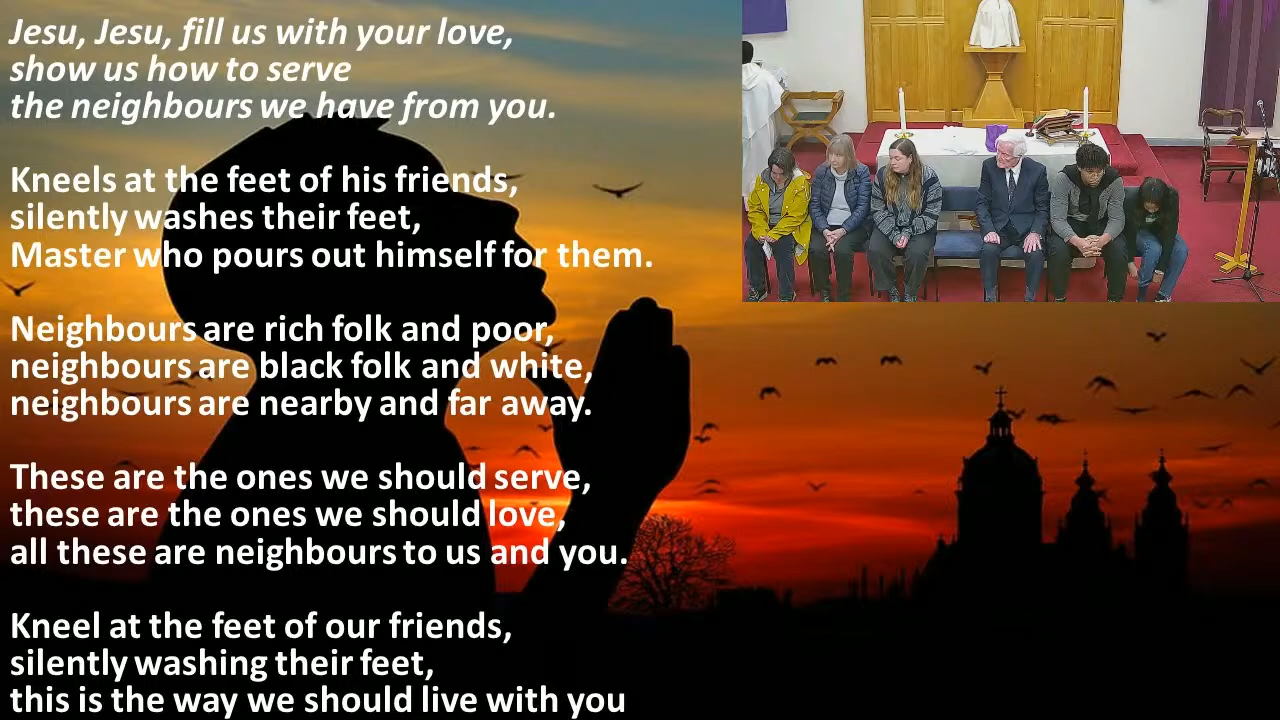 Jesu, Jesu, fill us with your love,
show us how to serve
the neighbours we have from you.
Kneels at the feet of his friends,
silently washes their feet,
Master who pours out himself for them.
Neighbours are rich folk and poor,
neighbours are black folk and white,
neighbours are nearby and far away.
These are the ones we should serve,
these are the ones we should love,
all these are neighbours to us and you.
Kneel at the feet of our friends,
silently washing their feet,
this is the way we should live with you